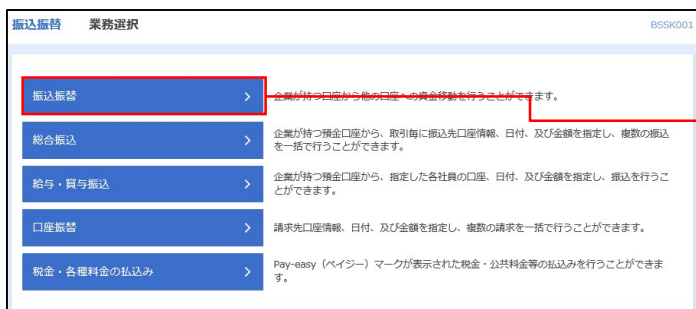 振込振替 業務選択 BSSK001
振込振替 企業が持つ口座から他の口座への資金移動を行うことができます。
総合振込 企業が持つ預金口座から、取引毎に振込先口座情報、日付、及び金額を指定し、複数の振込
を一括で行うことができます。
給与・賞与振込 企業が持つ預金口座から、指定した各社員の口座、日付、及び金額を指定し、振込を行うこ
とができます。
口座振替 請求先口座情報、日付、及び金額を指定し、複数の請求を一括で行うことができます。
税金・各種料金の払込み Pay-easy（ペイジー）マークが表示された税金・公共料金等の払込みを行うことができま
す。